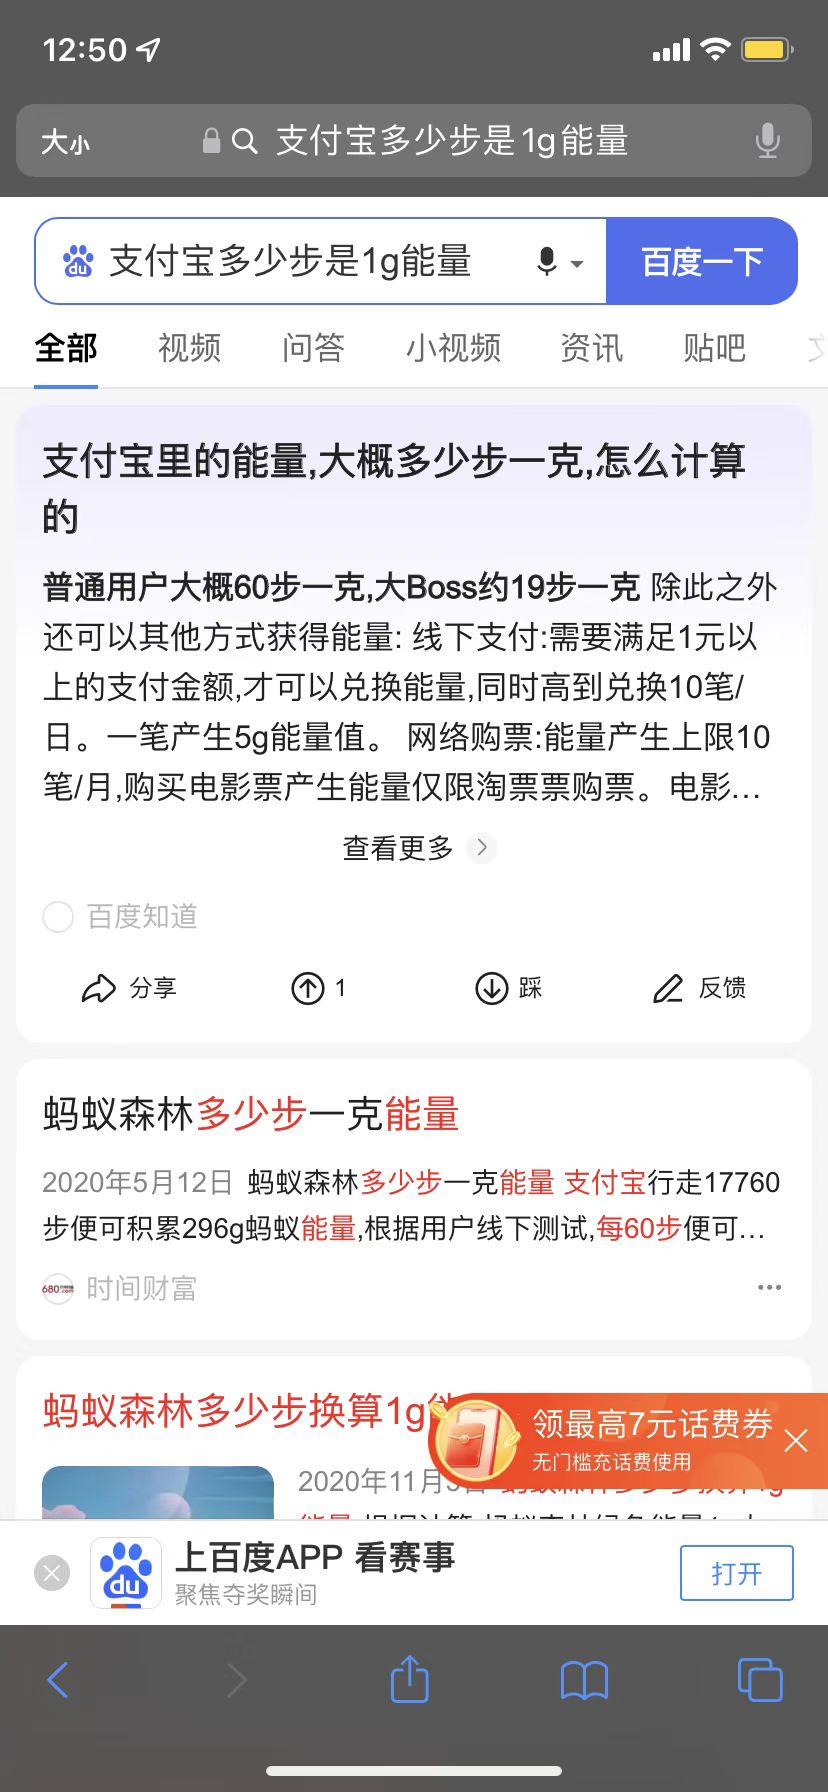 12:50
大小 支付宝多少步是1g能量
du 支付宝多少步是1g能量 百度一下
全部 视频 问答 小视频 资讯 贴吧
支付宝里的能量,大概多少步一克,怎么计算
的
普通用户大概60步一克,大Boss约19步一克 除此之外
还可以其他方式获得能量: 线下支付:需要满足1元以
上的支付金额,才可以兑换能量,同时高到兑换10笔/
日。一笔产生5g能量值。 网络购票:能量产生上限10
笔/月,购买电影票产生能量仅限淘票票购票。电影...
查看更多
百度知道
分享 1 踩 反馈
蚂蚁森林多少步一克能量
2020年5月12日 蚂蚁森林多少步一克能量 支付宝行走17760
步便可积累296g蚂蚁能量,根据用户线下测试,每60步便可...
时间财富
蚂蚁森林多少步换算1g
领最高7元话费券
无门槛充话费使用
2020年11月
上百度APP 看赛事
du
聚焦夺奖瞬间
打开